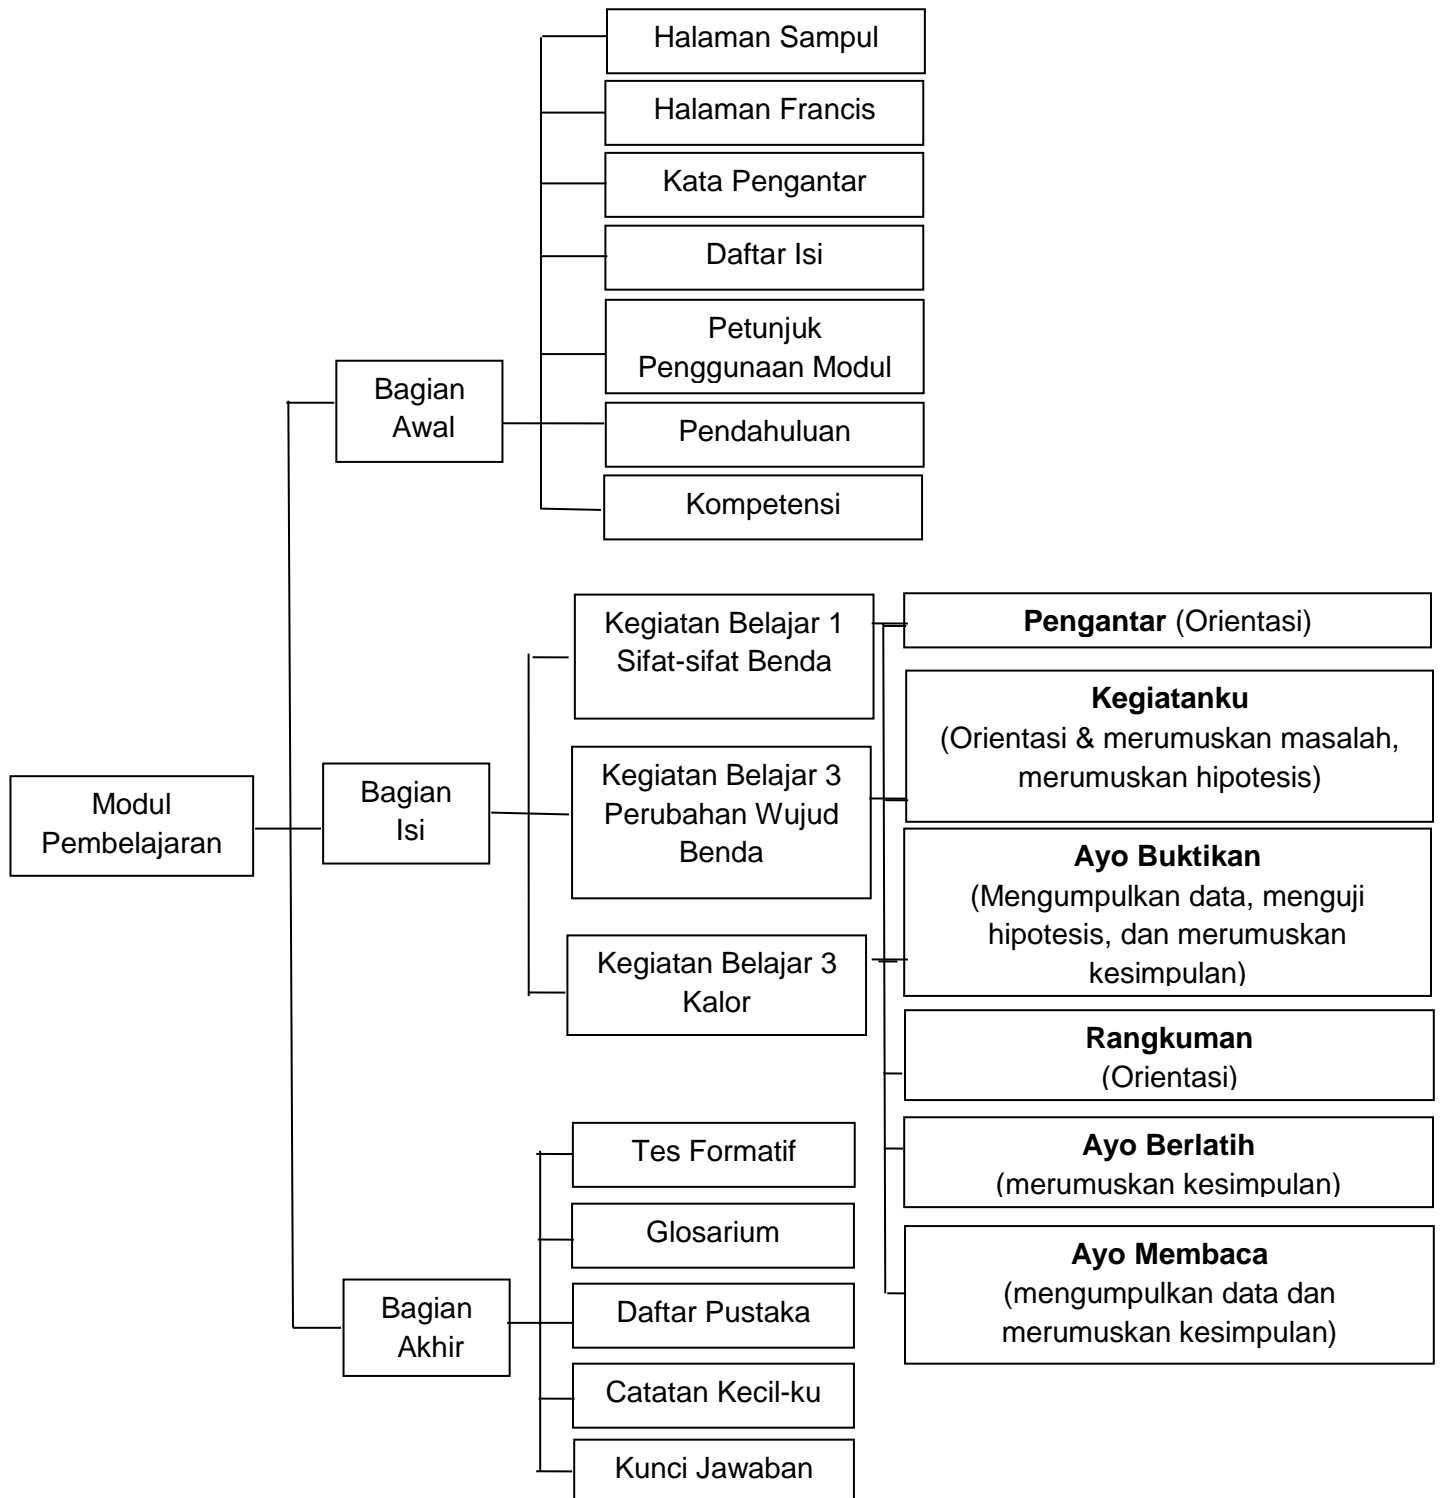 Halaman Sampul
Halaman Francis
Kata Pengantar
Daftar Isi
Petunjuk
Penggunaan Modul
Pendahuluan
Kompetensi
Bagian
Awal
Modul
Pembelajaran
Bagian
Isi
Kegiatan Belajar 1
Sifat-sifat Benda
Kegiatan Belajar 3
Perubahan Wujud
Benda
Kegiatan Belajar 3
Kalor
Pengantar (Orientasi)
Kegiatanku
(Orientasi & merumuskan masalah,
merumuskan hipotesis)
Ayo Buktikan
(Mengumpulkan data, menguji
hipotesis, dan merumuskan
kesimpulan)
Rangkuman
(Orientasi)
Ayo Berlatih
(merumuskan kesimpulan)
Ayo Membaca
(mengumpulkan data dan
merumuskan kesimpulan)
Bagian
Akhir
Tes Formatif
Glosarium
Daftar Pustaka
Catatan Kecil-ku
Kunci Jawaban